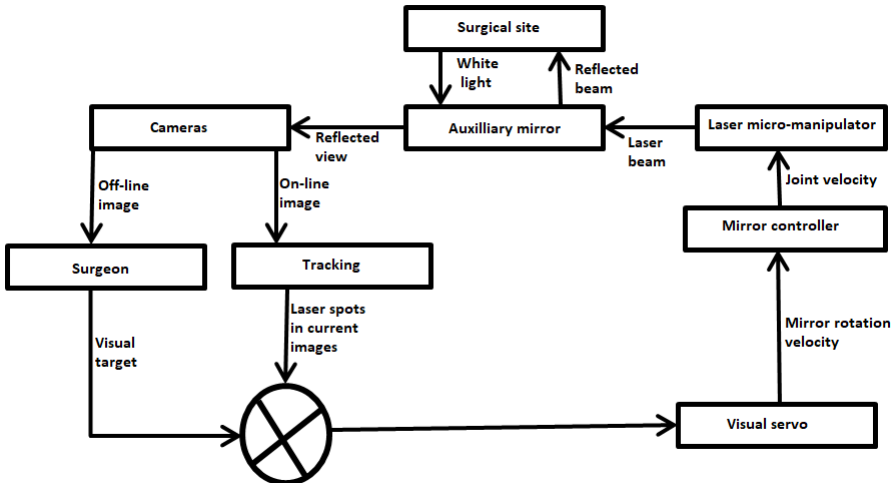 Surgical site
White
light
Reflected
beam
Cameras
Reflected
view
Auxilliary mirror
Laser
beam
Laser micro-manipulator
Off-line
image
On-line
image
Joint velocity
Surgeon
Tracking
Mirror controller
Visual
target
Laser spots
in current
images
Mirror rotation
velocity
Visual servo